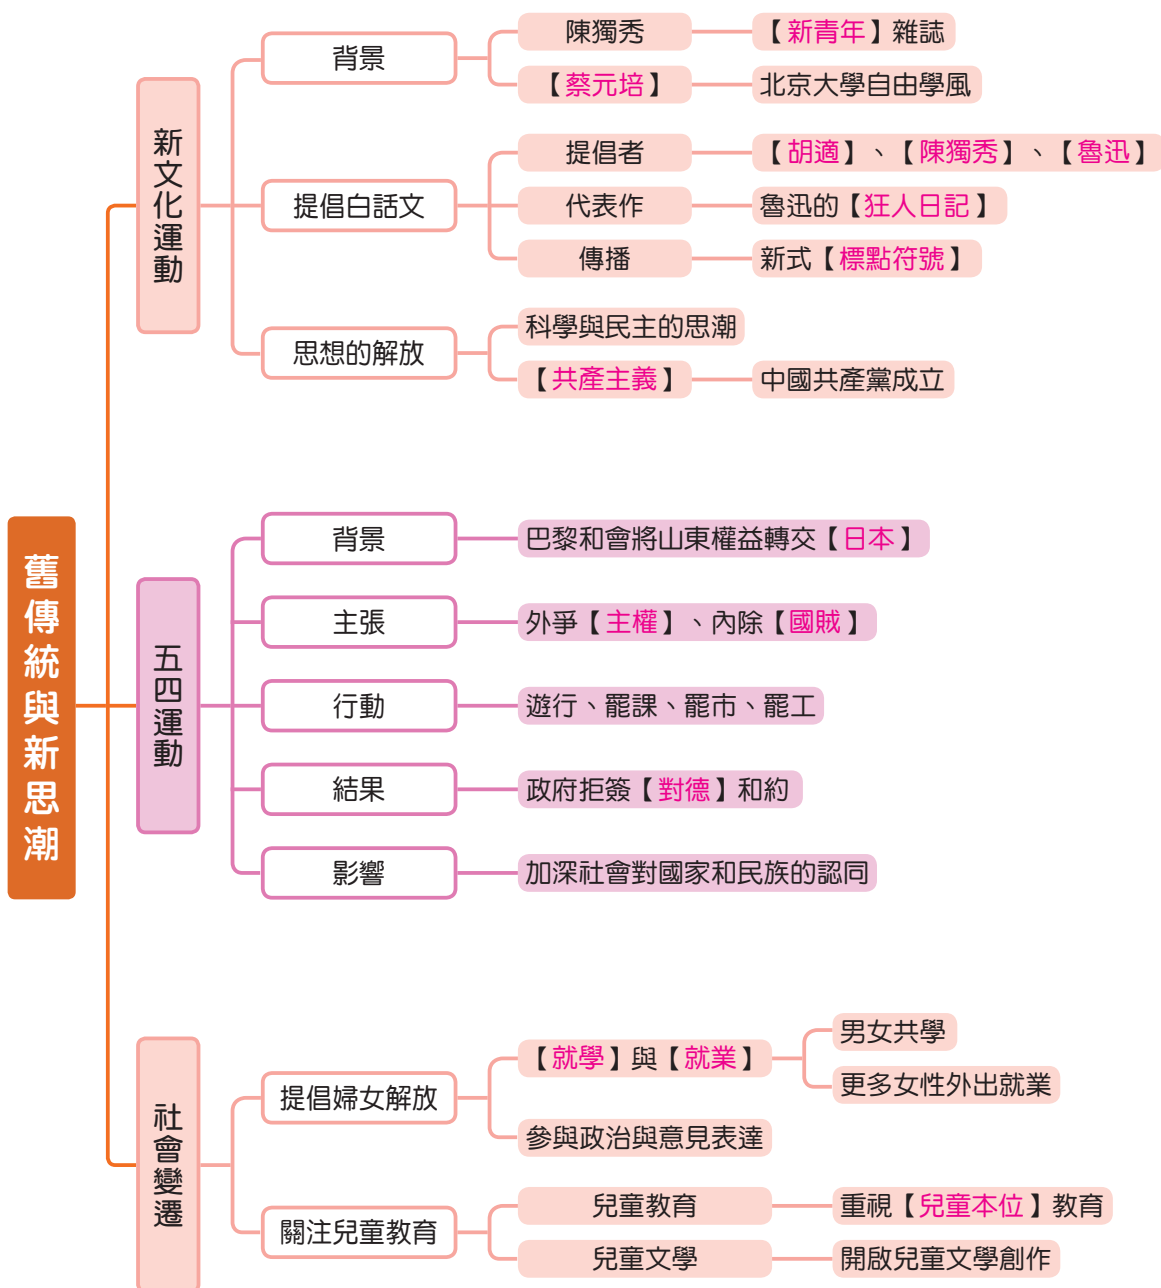 舊傳統與新思潮
新文化運動
背景
陳獨秀
【新青年】雜誌
【蔡元培】
北京大學自由學風
提倡白話文
提倡者
【胡適】、【陳獨秀】、【魯迅】
代表作
魯迅的【狂人日記】
傳播
新式【標點符號】
思想的解放
科學與民主的思潮
【共產主義】
中國共產黨成立
五四運動
背景
巴黎和會將山東權益轉交【日本】
主張
外爭【主權】、內除【國賊】
行動
遊行、罷課、罷市、罷工
結果
政府拒簽【對德】和約
影響
加深社會對國家和民族的認同
社會變遷
提倡婦女解放
【就學】與【就業】
男女共學
更多女性外出就業
參與政治與意見表達
關注兒童教育
兒童教育
重視【兒童本位】教育
兒童文學
開啟兒童文學創作